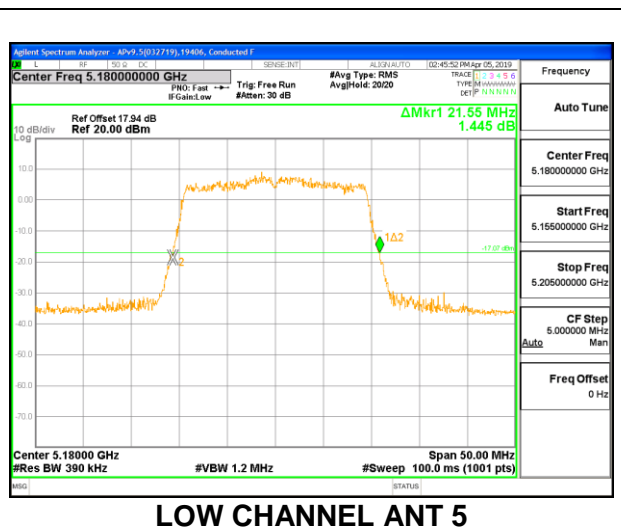 Agilent Spectrum Analyzer - APv9.5(032719),19406, Conducted F
L RF 50 Ω DC SENSE:INT ALIGN AUTO 02:45:52 PM Apr 05, 2019
Center Freq 5.180000000 GHz #Avg Type: RMS TRACE 1 2 3 4 5 6 Frequency
PNO: Fast Trig: Free Run Avg|Hold: 20/20 TYPE M
IFGain:Low #Atten: 30 dB DET P N N N N N
Auto Tune
ΔMkr1 21.55 MHz
Ref Offset 17.94 dB
10 dB/div Ref 20.00 dBm 1.445 dB
Log
Center Freq
5.180000000 GHz
10.0
0.00
Start Freq
5.155000000 GHz
-10.0
1Δ2
-17.07 dBm
-20.0
2
Stop Freq
5.205000000 GHz
-30.0
CF Step
5.000000 MHz
Auto Man
-40.0
-50.0
Freq Offset
0 Hz
-60.0
-70.0
Center 5.18000 GHz Span 50.00 MHz
#Res BW 390 kHz #VBW 1.2 MHz #Sweep 100.0 ms (1001 pts)
MSG STATUS
LOW CHANNEL ANT 5